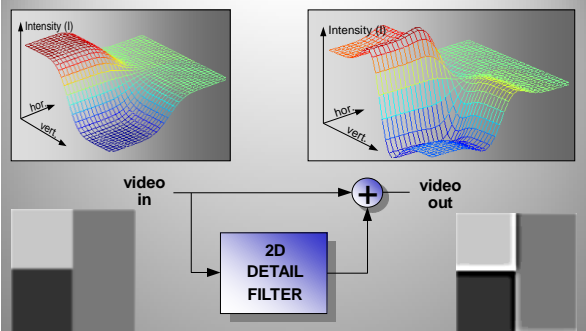 Intensity (I)
hor.
vert.
Intensity (I)
hor.
vert.
video
in
+
video
out
2D
DETAIL
FILTER